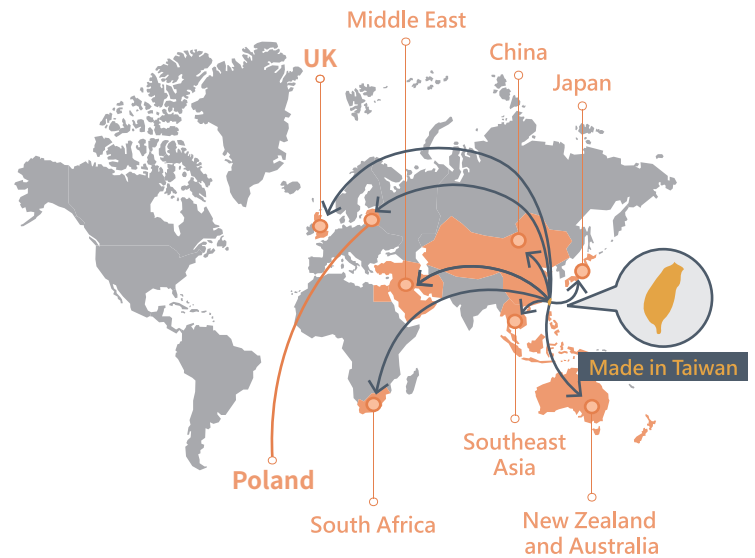 Middle East
UK
China
Japan
Made in Taiwan
Southeast
Asia
Poland
South Africa
New Zealand
and Australia